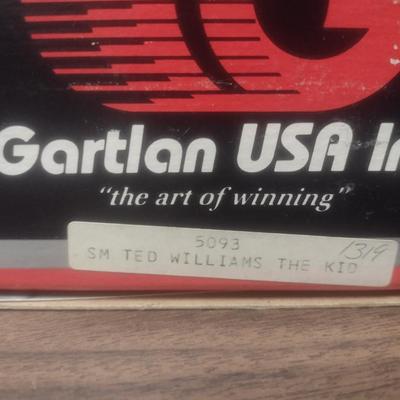 Gartlan USA In
"the art of winning"
5093
SM TED WILLIAMS THE KID
1319